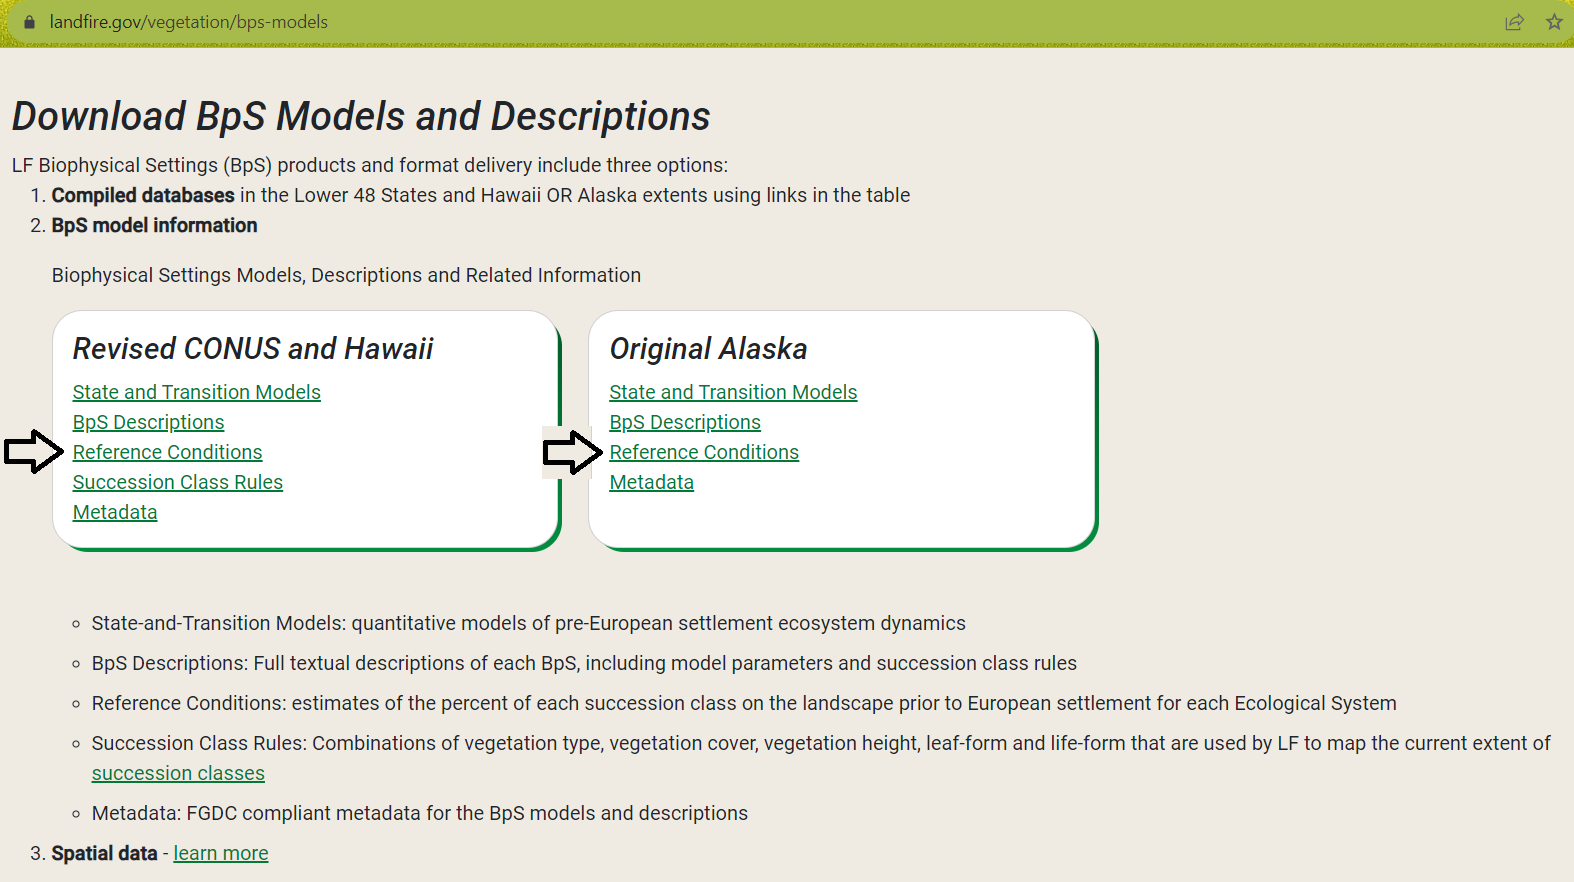 landfire.gov/vegetation/bps-models
Download BpS Models and Descriptions
LF Biophysical Settings (BpS) products and format delivery include three options:
1. Compiled databases in the Lower 48 States and Hawaii OR Alaska extents using links in the table
2. BpS model information
Biophysical Settings Models, Descriptions and Related Information
Revised CONUS and Hawaii
State and Transition Models
BpS Descriptions
Reference Conditions
Succession Class Rules
Metadata
Original Alaska
State and Transition Models
BpS Descriptions
Reference Conditions
Metadata
State-and-Transition Models: quantitative models of pre-European settlement ecosystem dynamics
BpS Descriptions: Full textual descriptions of each BpS, including model parameters and succession class rules
Reference Conditions: estimates of the percent of each succession class on the landscape prior to European settlement for each Ecological System
Succession Class Rules: Combinations of vegetation type, vegetation cover, vegetation height, leaf-form and life-form that are used by LF to map the current extent of
succession classes
Metadata: FGDC compliant metadata for the BpS models and descriptions
3. Spatial data - learn more